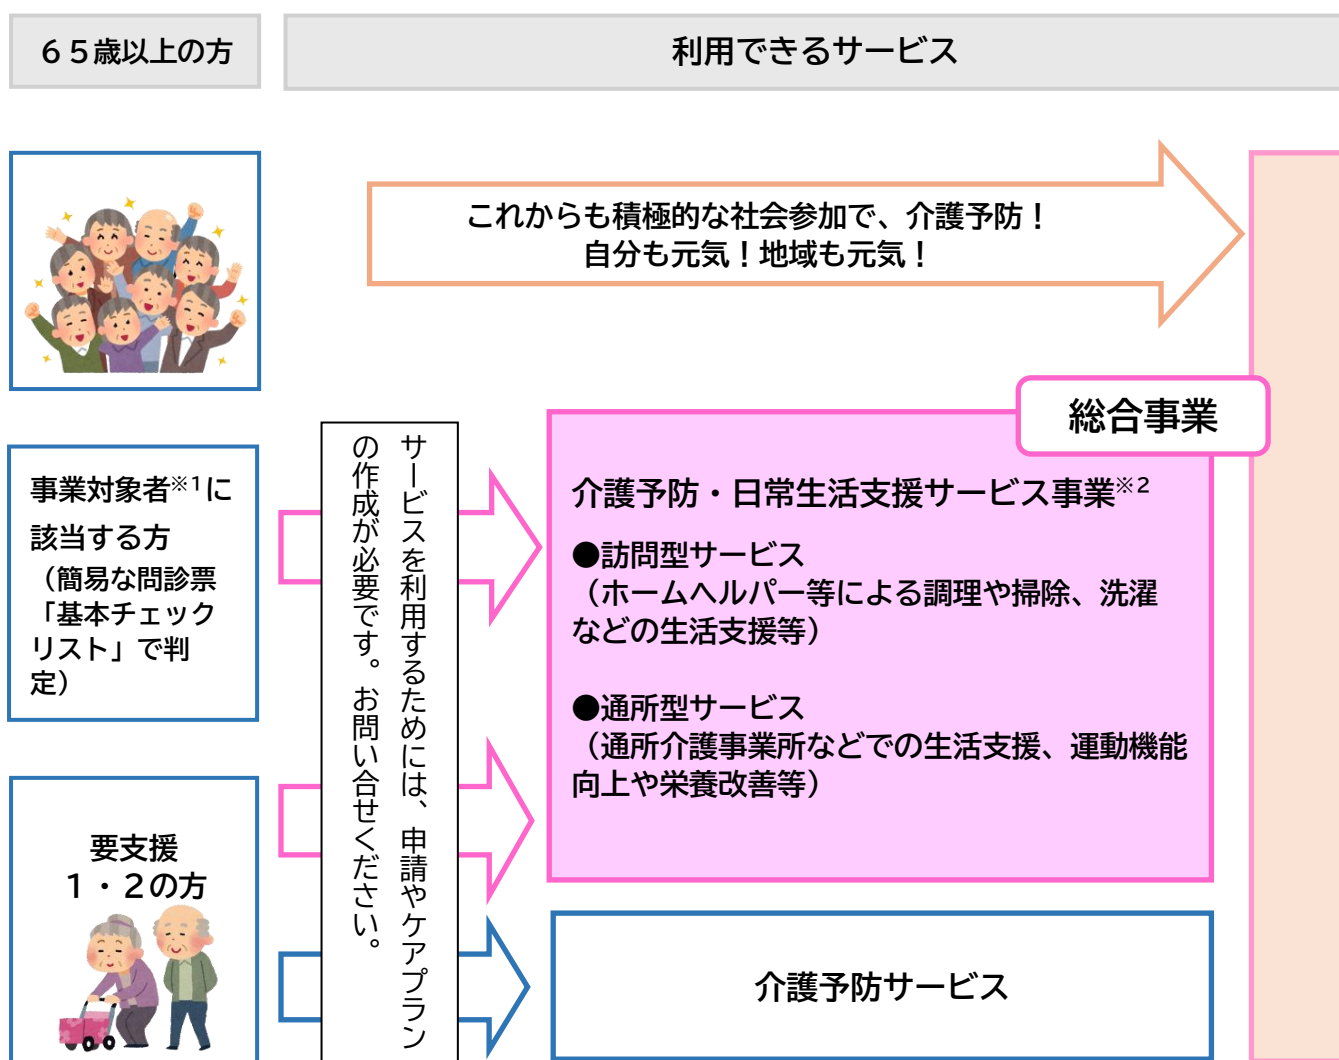 ６５歳以上の方
利用できるサービス
これからも積極的な社会参加で、介護予防！
自分も元気！地域も元気！
総合事業
事業対象者※1に
該当する方
（簡易な問診票
「基本チェック
リスト」で判
定）
サービスを利用するためには、申請やケアプラン
の作成が必要です。お問い合せください。
介護予防・日常生活支援サービス事業※2
●訪問型サービス
（ホームヘルパー等による調理や掃除、洗濯
などの生活支援等）
●通所型サービス
（通所介護事業所などでの生活支援、運動機能
向上や栄養改善等）
要支援
１・２の方
介護予防サービス